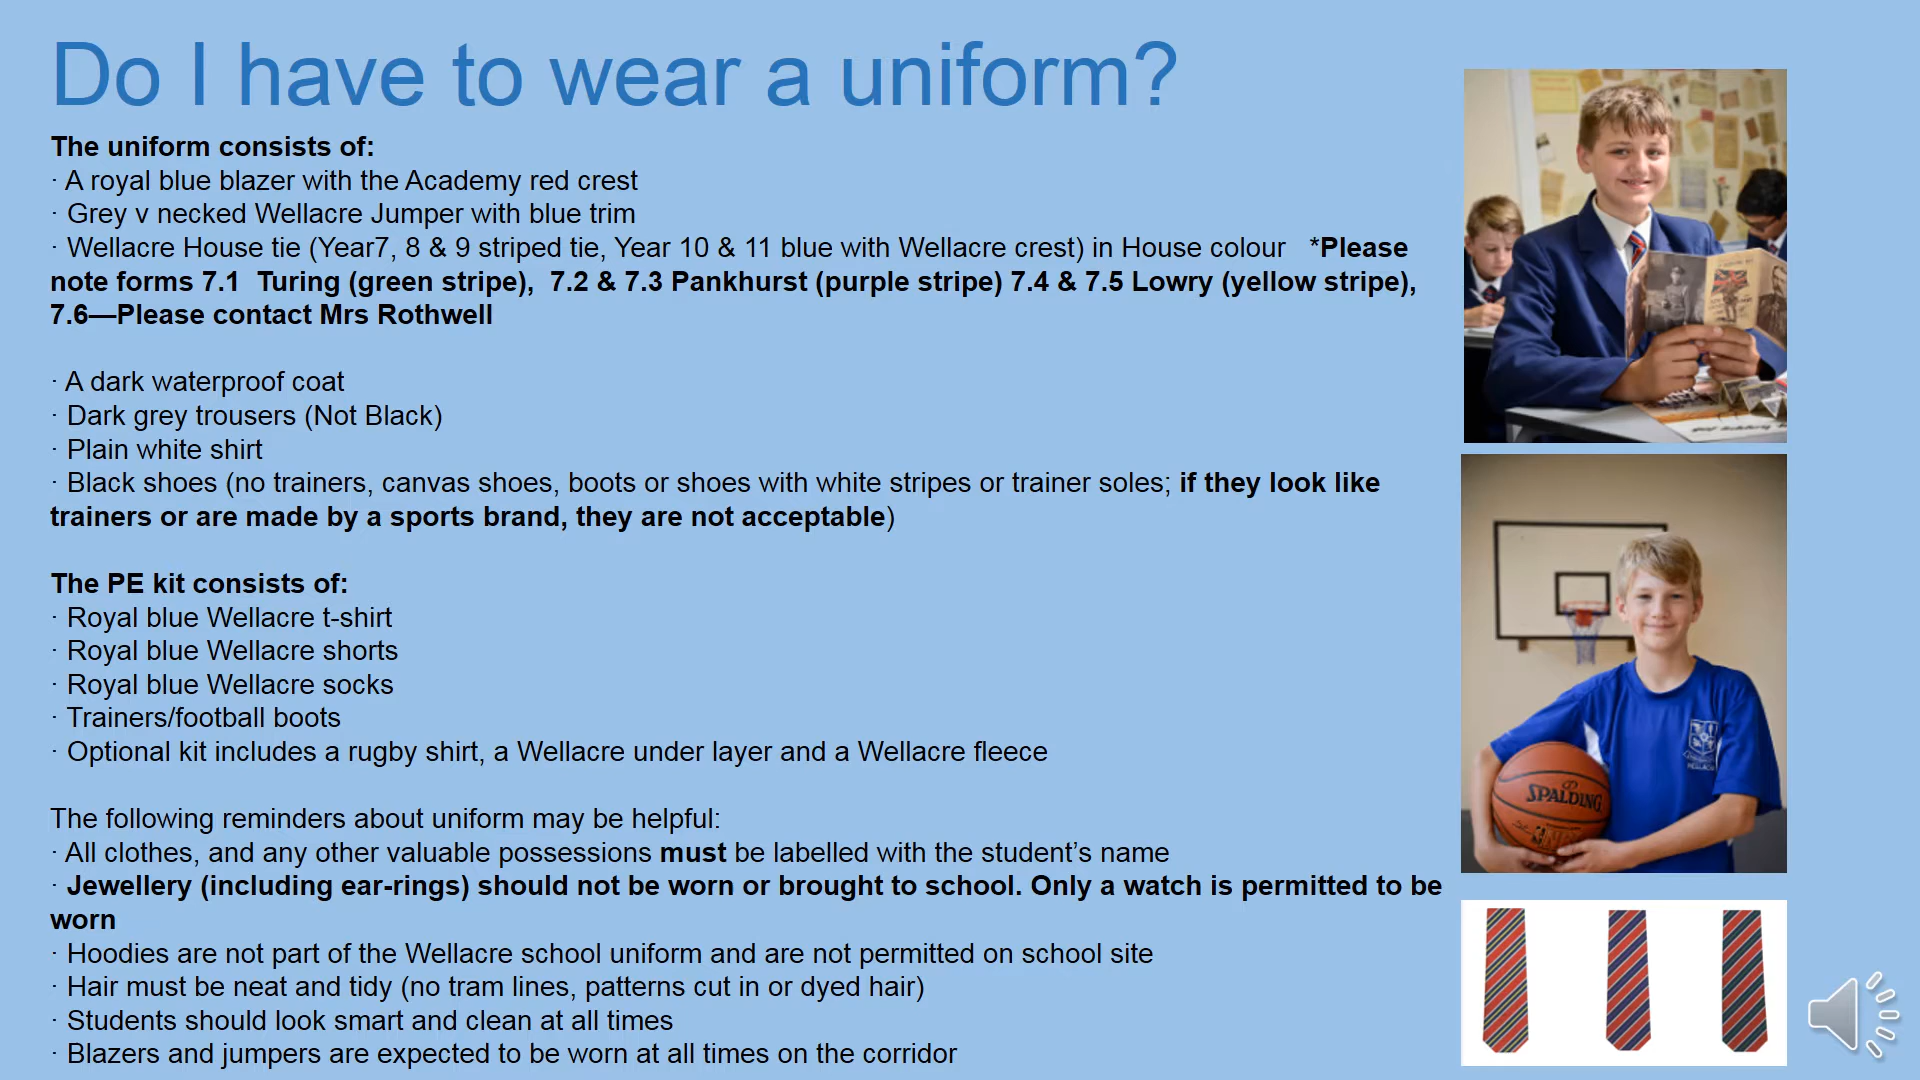 Do I have to wear a uniform?
The uniform consists of:
· A royal blue blazer with the Academy red crest
· Grey v necked Wellacre Jumper with blue trim
· Wellacre House tie (Year7, 8 & 9 striped tie, Year 10 & 11 blue with Wellacre crest) in House colour *Please
note forms 7.1 Turing (green stripe), 7.2 & 7.3 Pankhurst (purple stripe) 7.4 & 7.5 Lowry (yellow stripe),
7.6—Please contact Mrs Rothwell
· A dark waterproof coat
· Dark grey trousers (Not Black)
· Plain white shirt
· Black shoes (no trainers, canvas shoes, boots or shoes with white stripes or trainer soles; if they look like
trainers or are made by a sports brand, they are not acceptable)
The PE kit consists of:
· Royal blue Wellacre t-shirt
· Royal blue Wellacre shorts
· Royal blue Wellacre socks
· Trainers/football boots
· Optional kit includes a rugby shirt, a Wellacre under layer and a Wellacre fleece
The following reminders about uniform may be helpful:
· All clothes, and any other valuable possessions must be labelled with the student’s name
· Jewellery (including ear-rings) should not be worn or brought to school. Only a watch is permitted to be
worn
· Hoodies are not part of the Wellacre school uniform and are not permitted on school site
· Hair must be neat and tidy (no tram lines, patterns cut in or dyed hair)
· Students should look smart and clean at all times
· Blazers and jumpers are expected to be worn at all times on the corridor
SPALDING